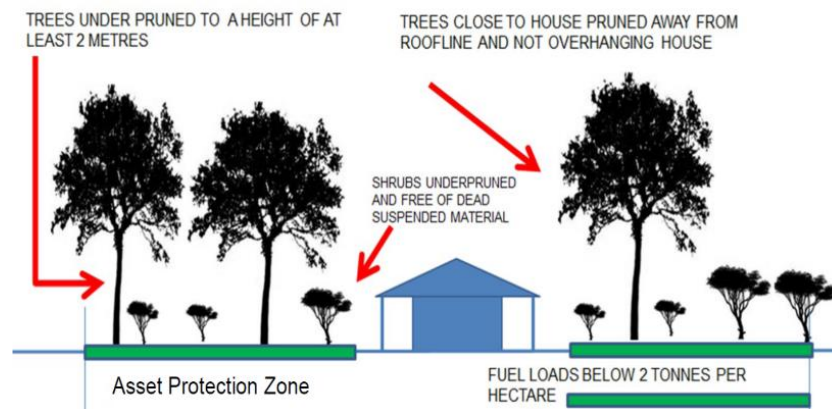 TREES UNDER PRUNED TO A HEIGHT OF AT
LEAST 2 METRES
TREES CLOSE TO HOUSE PRUNED AWAY FROM
ROOFLINE AND NOT OVERHANGING HOUSE
SHRUBS UNDERPRUNED
AND FREE OF DEAD
SUSPENDED MATERIAL
Asset Protection Zone
FUEL LOADS BELOW 2 TONNES PER
HECTARE